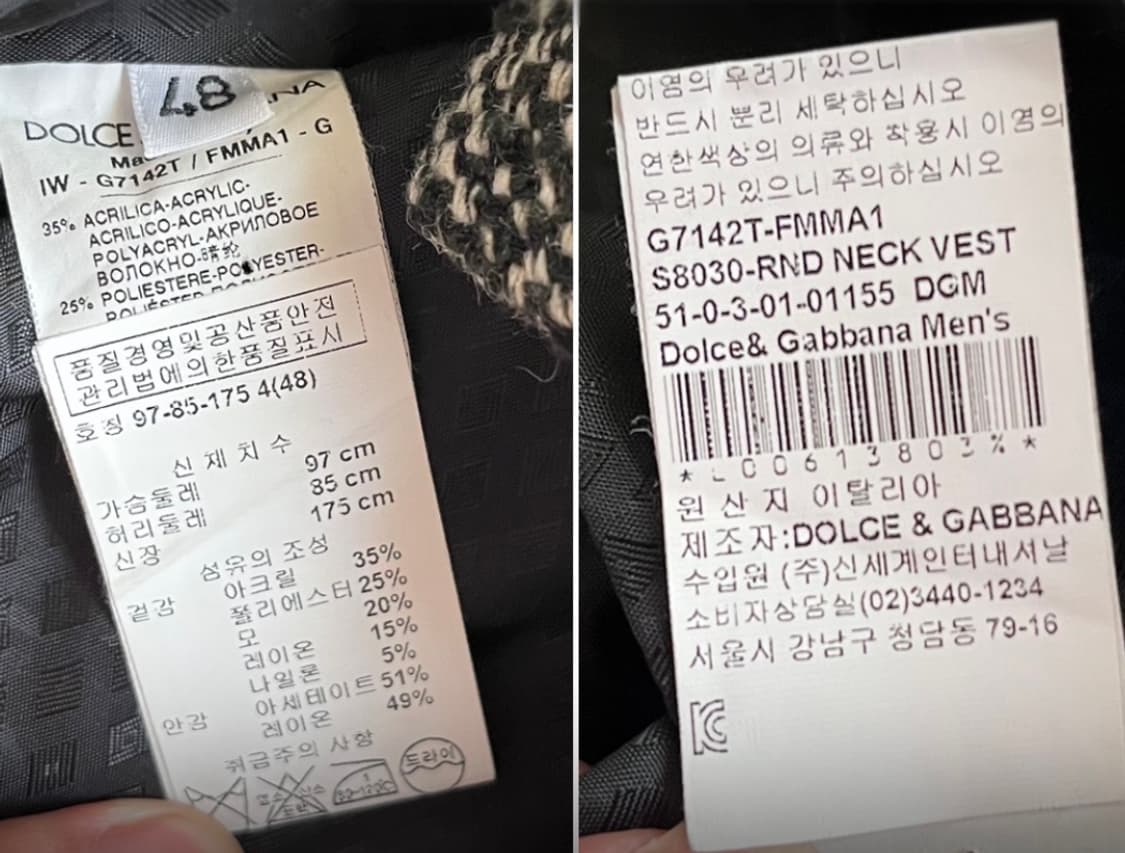 48
DOLCE
NA
IW - G7142T / FMMA1 - G
35% ACRILICA-ACRYLIC-
ACRILICO-ACRYLIQUE-
POLYACRYL-АКРИЛОВОЕ
ВОЛОКНО-腈纶
25% POLIESTERE-POLYESTER-
품질경영및공산품안전
관리법에의한품질표시
호칭 97-85-175 4(48)
신체치수
가슴둘레 97 cm
허리둘레 85 cm
신장 175 cm
섬유의 조성
겉감 아크릴 35%
폴리에스터 25%
모 20%
레이온 15%
나일론 5%
안감 아세테이트 51%
레이온 49%
취급주의 사항
드라이
이염의 우려가 있으니
반드시 분리 세탁하십시오
연한색상의 의류와 착용시 이염의
우려가 있으니 주의하십시오
G7142T-FMMA1
S8030-RND NECK VEST
51-0-3-01-01155 DGM
Dolce& Gabbana Men's
원 산 지 이탈리아
제 조 자:DOLCE & GABBANA
수입원 (주)신세계인터내셔날
소비자상담실(02)3440-1234
서울시 강남구 청담동 79-16